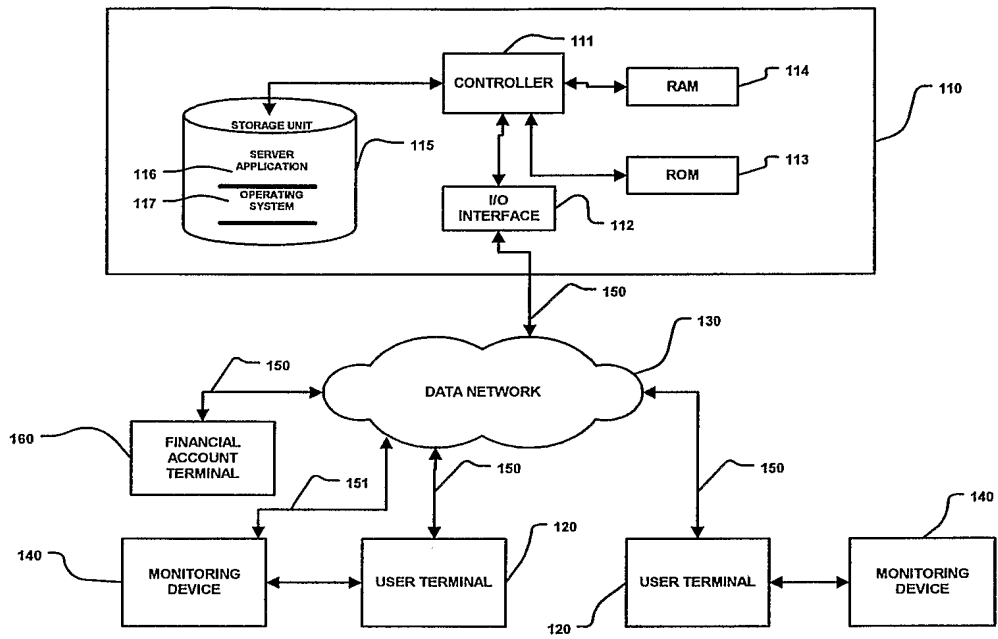 111
CONTROLLER
RAM
114
110
STORAGE UNIT
115
SERVER
APPLICATION
116
OPERATING
SYSTEM
117
ROM
113
I/O
INTERFACE
112
150
130
DATA NETWORK
150
160
FINANCIAL
ACCOUNT
TERMINAL
151
150
150
140
MONITORING
DEVICE
USER TERMINAL
120
USER TERMINAL
120
140
MONITORING
DEVICE